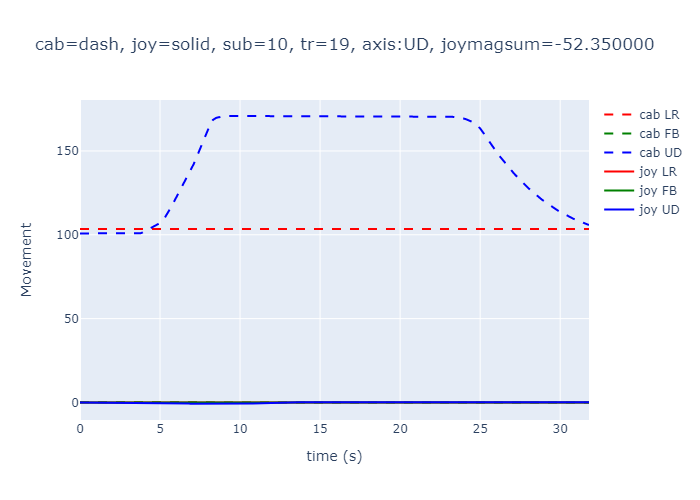 cab=dash, joy=solid, sub=10, tr=19, axis:UD, joymagsum=-52.350000
cab LR
cab FB
cab UD
joy LR
joy FB
joy UD
150
100
50
0
Movement
0 5 10 15 20 25 30
time (s)